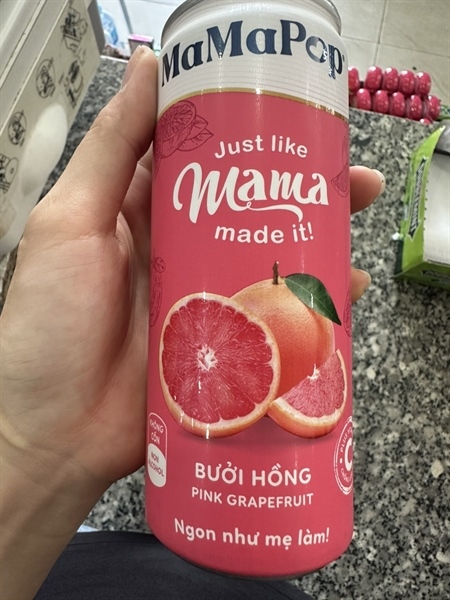 MaMaPop
Just like
Mama
made it!
KHÔNG
CỒN
NON
ALCOHOL
BƯỞI HỒNG
PINK GRAPEFRUIT
Ngon như mẹ làm!